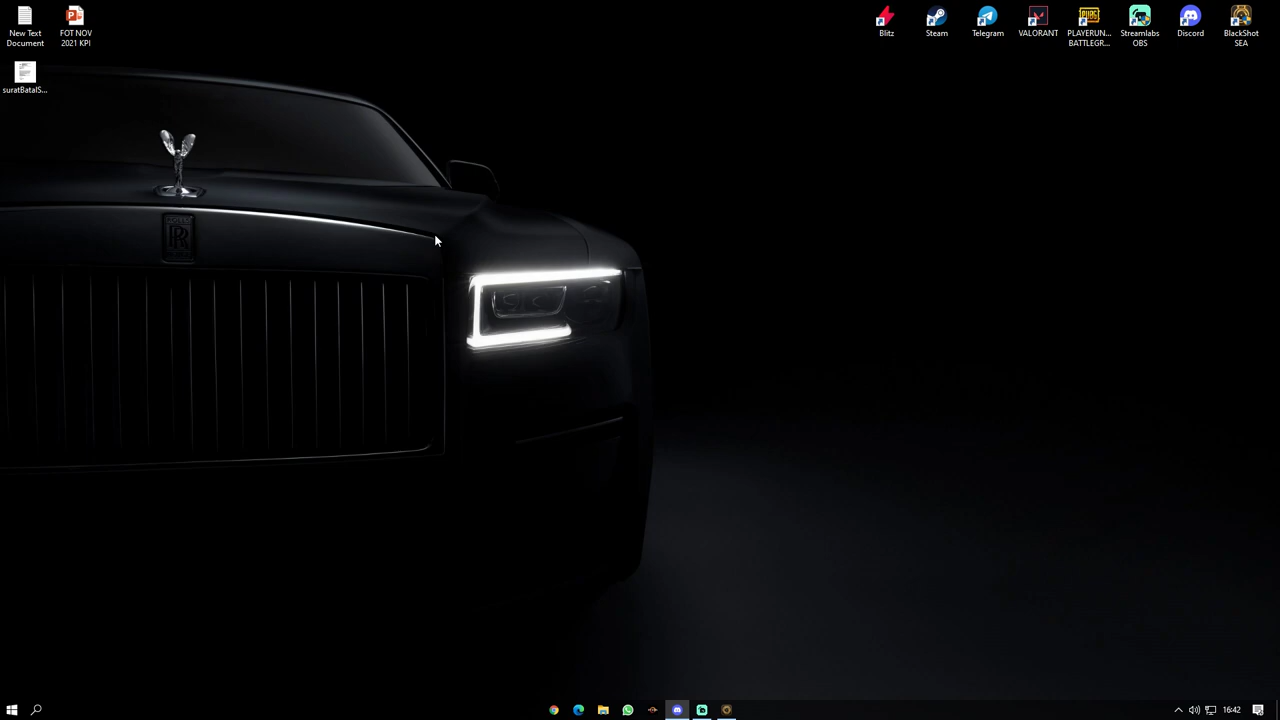 New Text
Document
FOT NOV
2021 KPI
suratBatalS...
Blitz
Steam
Telegram
VALORANT
PLAYERUN...
BATTLEGR...
Streamlabs
OBS
Discord
BlackShot
SEA
16:42